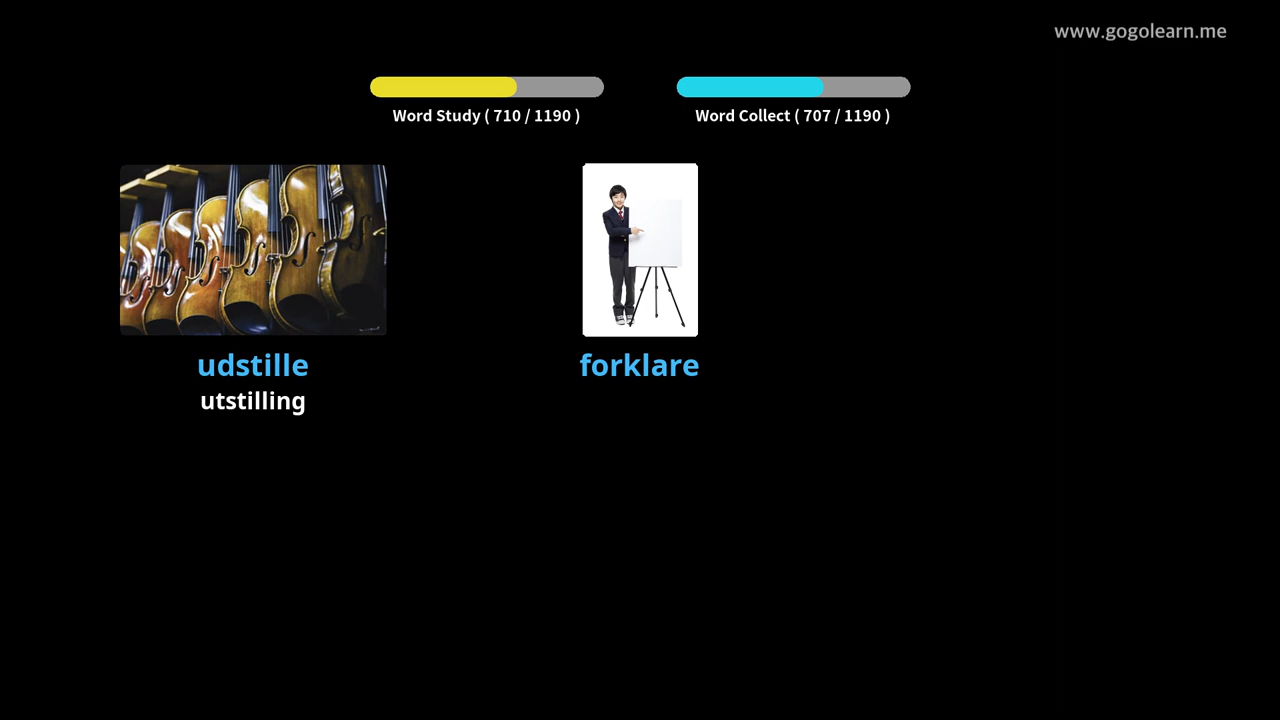 www.gogolearn.me
Word Study ( 710 / 1190 )
Word Collect ( 707 / 1190 )
udstille
utstilling
forklare